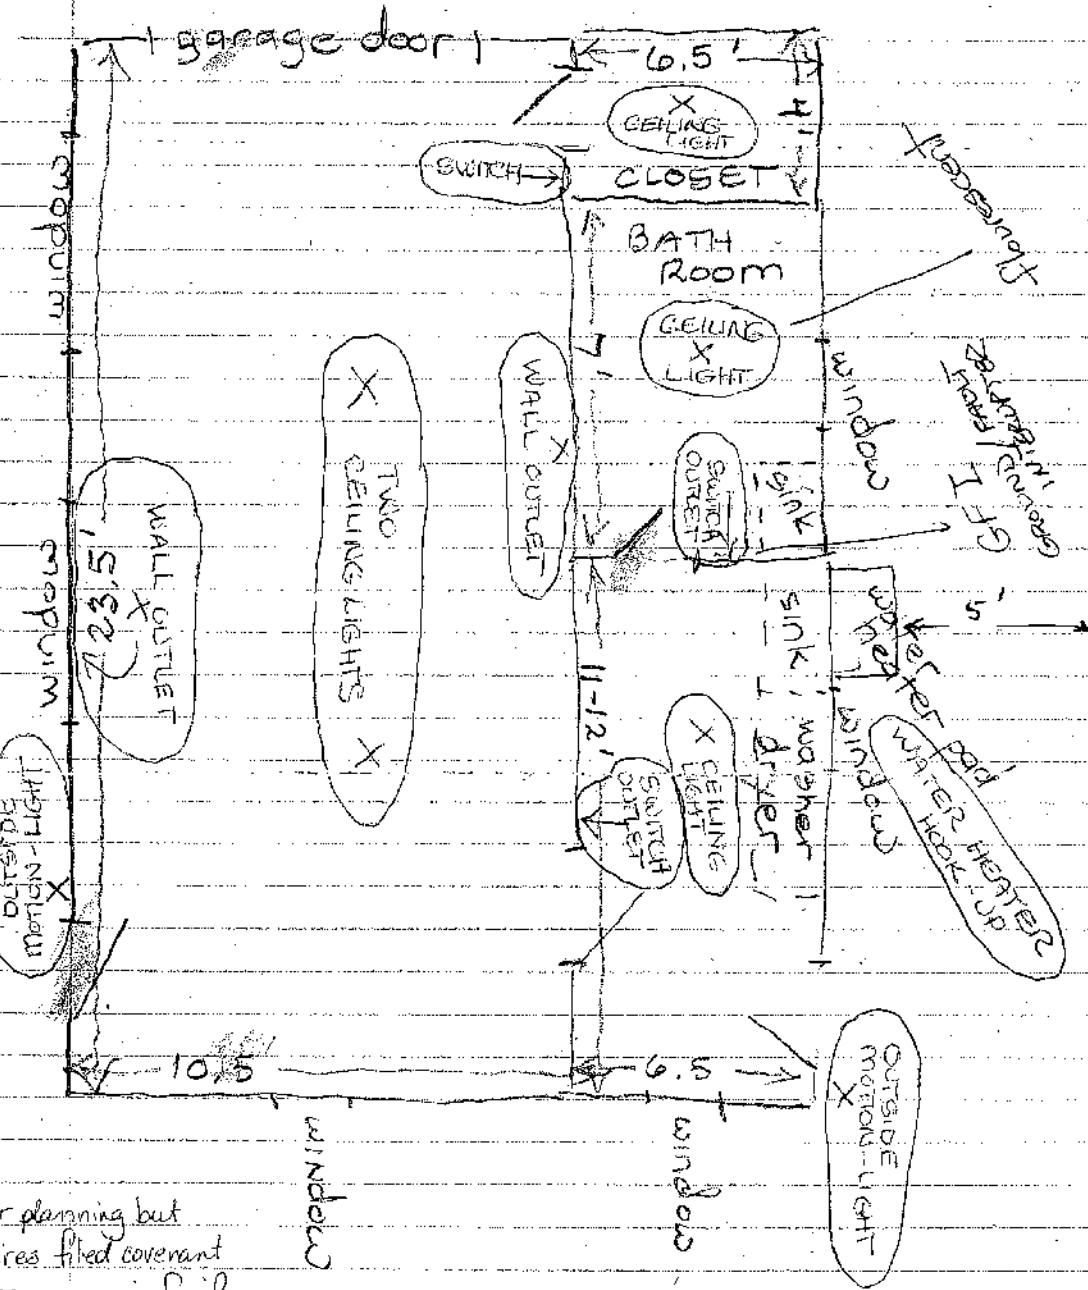 garage door
6.5'
4'
X
CEILING
LIGHT
SWITCH
CLOSET
fluorescent
BATH
Room
window
CEILING
X
LIGHT
7'
window
WALL OUTLET
X
X
TWO
CEILING LIGHTS
X
SWITCH
OUTLET
sink
GROUND FAULT
GFI
window
23.5'
WALL OUTLET
X
sink
water
heater pad
5'
11-12'
washer
dryer
window
X CEILING
LIGHT
SWITCH
OUTLET
WATER HEATER
HOOK-UP
OUTSIDE
MOTION-LIGHT
X
10.5
6.5
OUTSIDE
MOTION-LIGHT
X
WINDOW
window
planning but
filed covenant